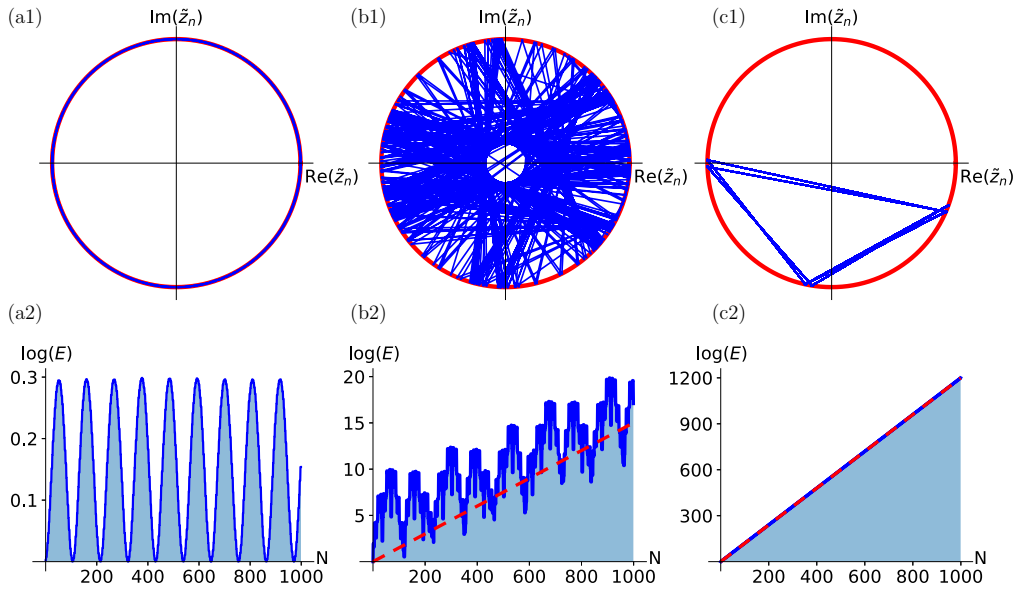 (a1)
Im(z̃ₙ)
Re(z̃ₙ)
(b1)
Im(z̃ₙ)
Re(z̃ₙ)
(c1)
Im(z̃ₙ)
Re(z̃ₙ)
(a2)
log(E)
0.3
0.2
0.1
200 400 600 800 1000
N
(b2)
log(E)
20
15
10
5
200 400 600 800 1000
N
(c2)
log(E)
1200
900
600
300
200 400 600 800 1000
N